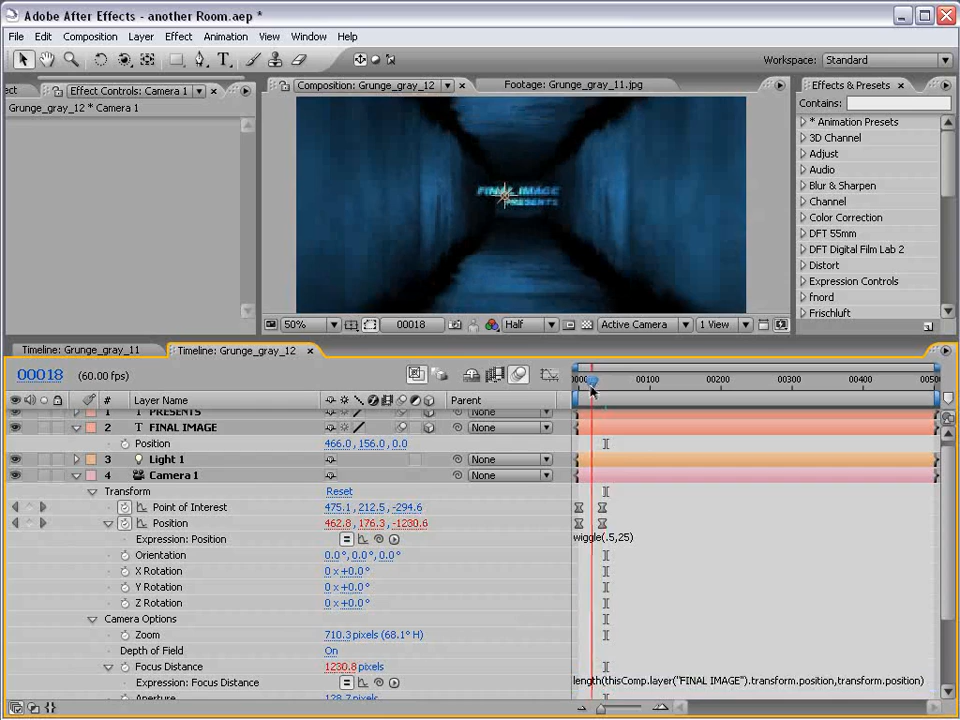 Adobe After Effects - another Room.aep *
File Edit Composition Layer Effect Animation View Window Help
Workspace: Standard
ect Effect Controls: Camera 1
Composition: Grunge_gray_12
Footage: Grunge_gray_11.jpg
Effects & Presets
Grunge_gray_12 * Camera 1
Contains:
* Animation Presets
3D Channel
Adjust
Audio
Blur & Sharpen
Channel
Color Correction
DFT 55mm
DFT Digital Film Lab 2
Distort
Expression Controls
fnord
Frischluft
FINAL IMAGE
PRESENTS
50% 00018 Half Active Camera 1 View
Timeline: Grunge_gray_11 Timeline: Grunge_gray_12
00018 (60.00 fps)
0000 00100 00200 00300 00400 0050
# Layer Name Parent
1 T PRESENTS None
2 T FINAL IMAGE None
Position 466.0, 156.0, 0.0
3 Light 1 None
4 Camera 1 None
Transform Reset
Point of Interest 475.1, 212.5, -294.6
Position 462.8, 176.3, -1230.6
Expression: Position wiggle(.5,25)
Orientation 0.0°, 0.0°, 0.0°
X Rotation 0 x +0.0°
Y Rotation 0 x +0.0°
Z Rotation 0 x +0.0°
Camera Options
Zoom 710.3 pixels (68.1° H)
Depth of Field On
Focus Distance 1230.8 pixels
Expression: Focus Distance length(thisComp.layer("FINAL IMAGE").transform.position,transform.position)
Aperture 128.7 pixels